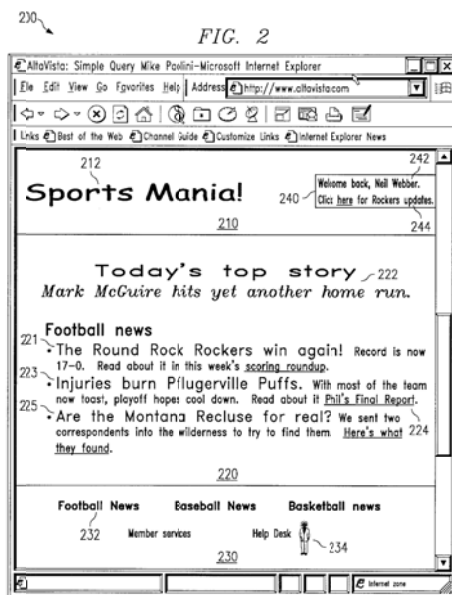 200
FIG. 2
AltaVista: Simple Query Mike Paolini-Microsoft Internet Explorer
File Edit View Go Favorites Help Address http://www.altavista.com
Links Best of the Web Channel Guide Customize Links Internet Explorer News
212
242
Sports Mania!
240
Welcome back, Neil Webber.
Click here for Rockers updates.
210
244
Today's top story 222
Mark McGuire hits yet another home run.
Football news
221
• The Round Rock Rockers win again! Record is now
17-0. Read about it in this week's scoring roundup.
223
• Injuries burn Pflugerville Puffs. With most of the team
now toast, playoff hopes cool down. Read about it Phil's Final Report.
225
• Are the Montana Recluse for real? We sent two
correspondents into the wilderness to try to find them. Here's what
224
they found.
220
Football News Baseball News Basketball news
232
Member services Help Desk
234
230
Internet zone